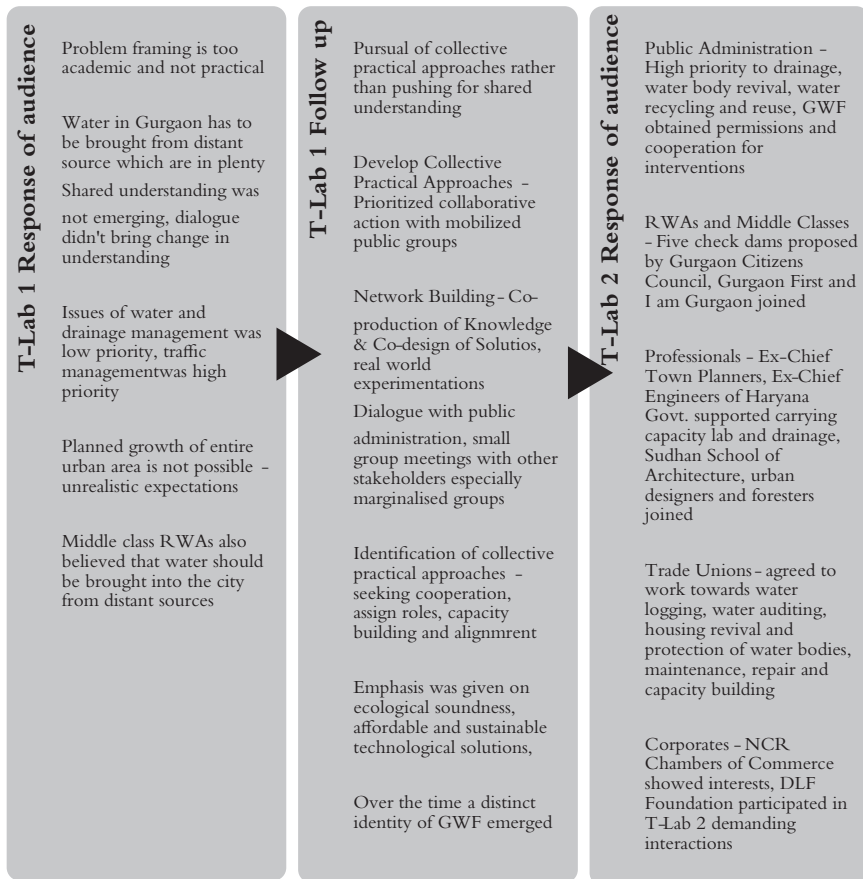 T-Lab 1 Response of audience
Problem framing is too
academic and not practical
Water in Gurgaon has to
be brought from distant
source which are in plenty
Shared understanding was
not emerging, dialogue
didn't bring change in
understanding
Issues of water and
drainage management was
low priority, traffic
managementwas high
priority
Planned growth of entire
urban area is not possible -
unrealistic expectations
Middle class RWAs also
believed that water should
be brought into the city
from distant sources
T-Lab 1 Follow up
Pursual of collective
practical approaches rather
than pushing for shared
understanding
Develop Collective
Practical Approaches -
Prioritized collaborative
action with mobilized
public groups
Network Building - Co-
production of Knowledge
& Co-design of Solutios,
real world
experimentations
Dialogue with public
administration, small
group meetings with other
stakeholders especially
marginalised groups
Identification of collective
practical approaches -
seeking cooperation,
assign roles, capacity
building and alignmrent
Emphasis was given on
ecological soundness,
affordable and sustainable
technological solutions,
Over the time a distinct
identity of GWF emerged
T-Lab 2 Response of audience
Public Administration -
High priority to drainage,
water body revival, water
recycling and reuse, GWF
obtained permissions and
cooperation for
interventions
RWAs and Middle Classes
- Five check dams proposed
by Gurgaon Citizens
Council, Gurgaon First and
I am Gurgaon joined
Professionals - Ex-Chief
Town Planners, Ex-Chief
Engineers of Haryana
Govt. supported carrying
capacity lab and drainage,
Sudhan School of
Architecture, urban
designers and foresters
joined
Trade Unions - agreed to
work towards water
logging, water auditing,
housing revival and
protection of water bodies,
maintenance, repair and
capacity building
Corporates - NCR
Chambers of Commerce
showed interests, DLF
Foundation participated in
T-Lab 2 demanding
interactions